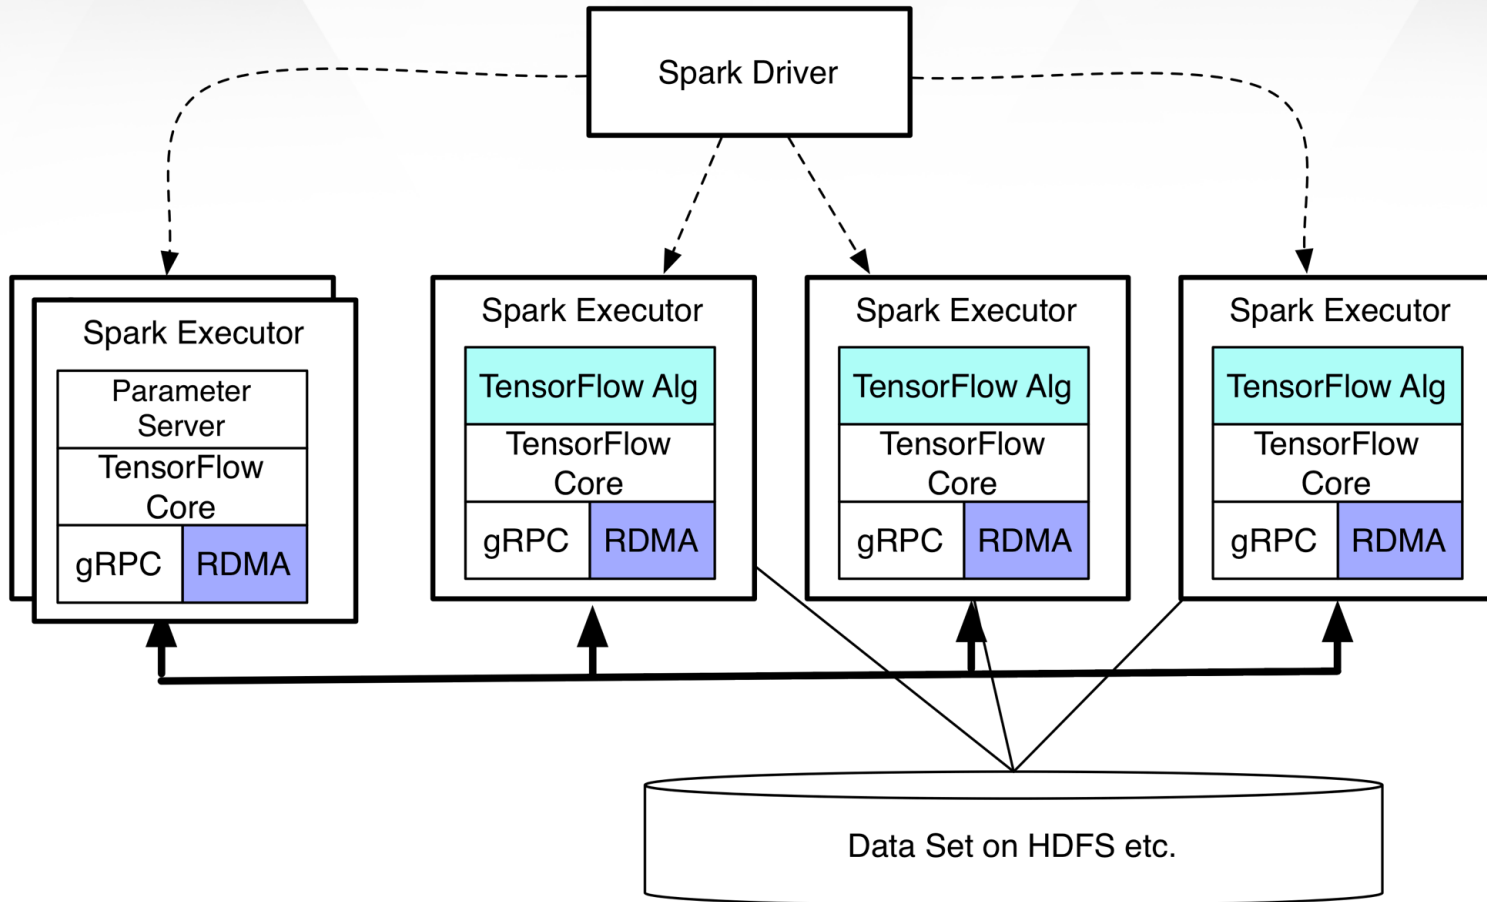 Spark Driver
Spark Executor
Parameter
Server
TensorFlow
Core
gRPC RDMA
Spark Executor
TensorFlow Alg
TensorFlow
Core
gRPC RDMA
Spark Executor
TensorFlow Alg
TensorFlow
Core
gRPC RDMA
Spark Executor
TensorFlow Alg
TensorFlow
Core
gRPC RDMA
Data Set on HDFS etc.